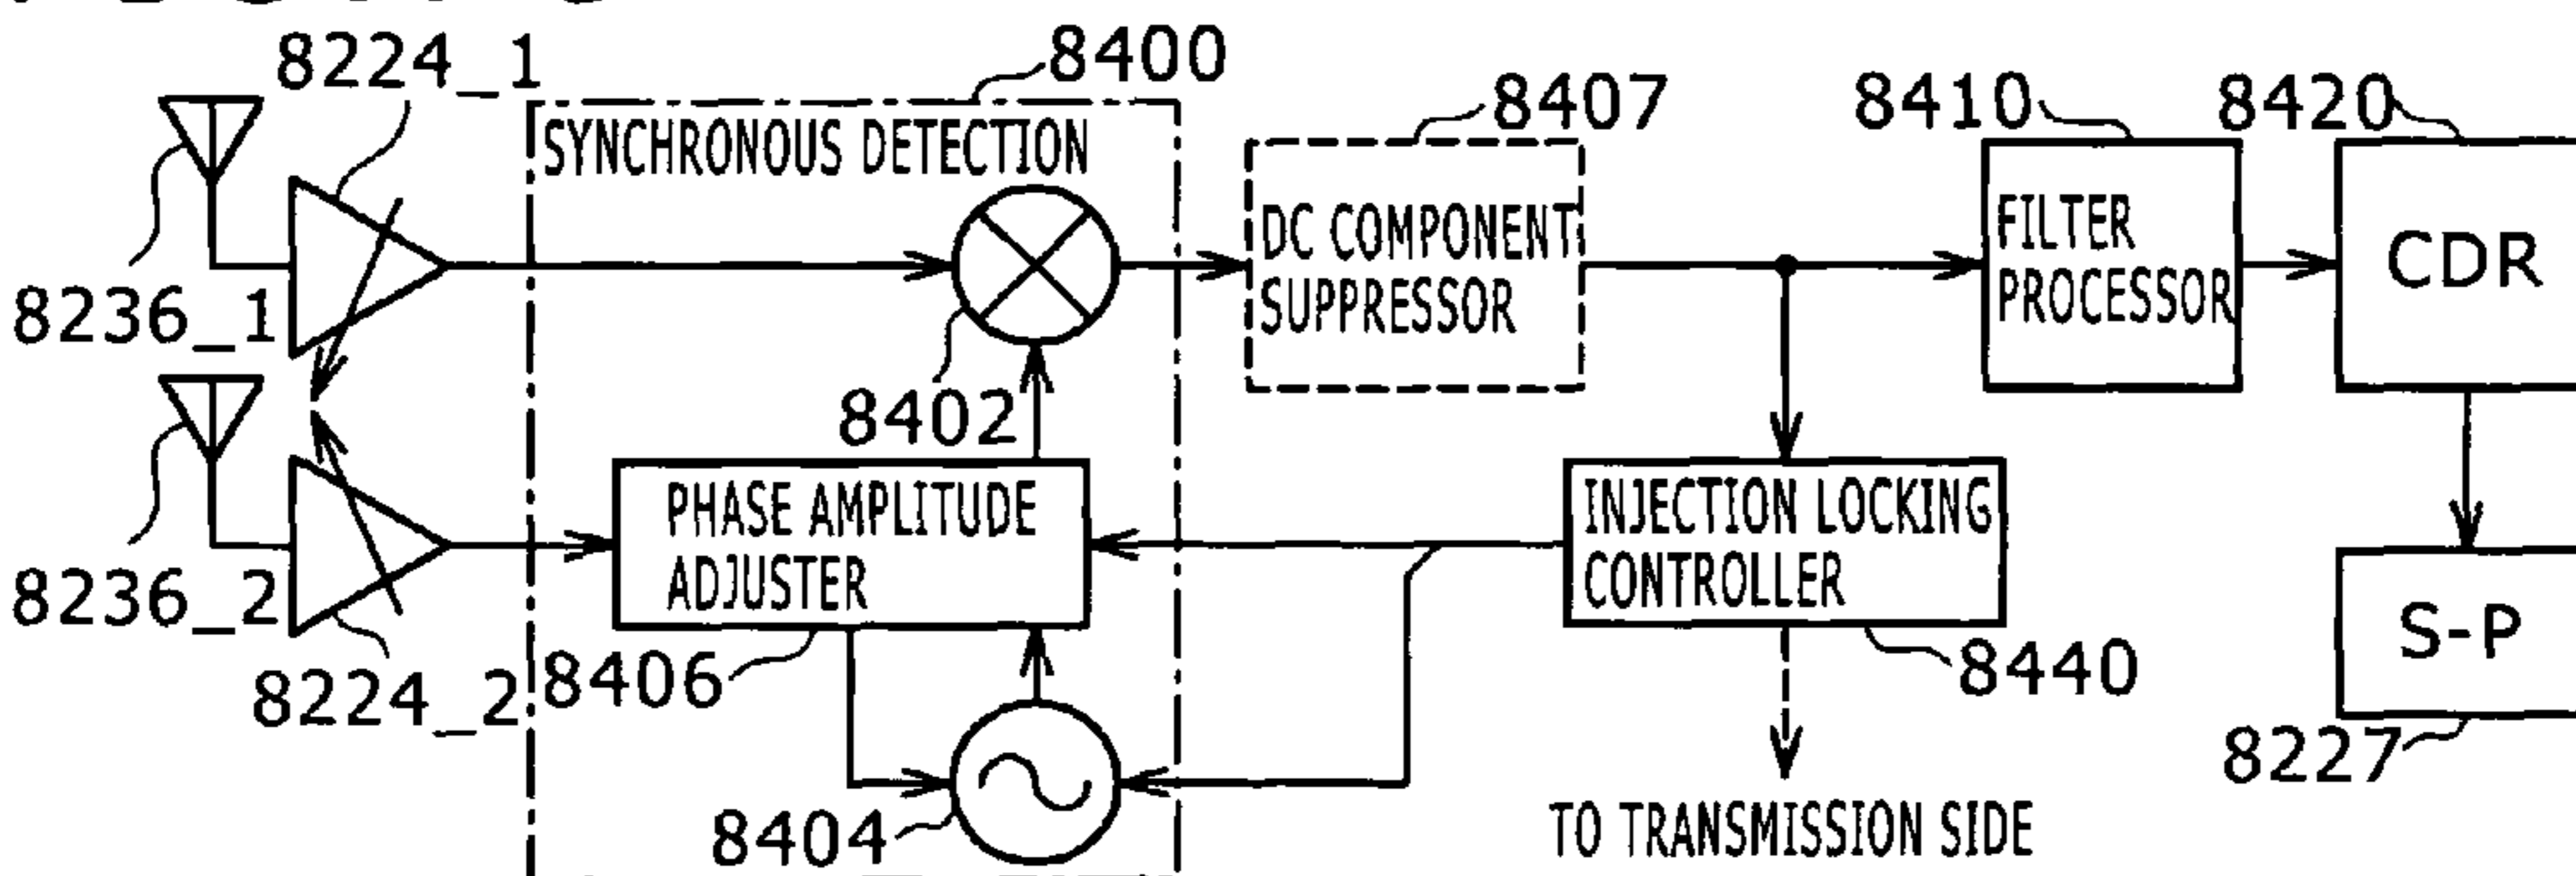 8224_1
8400
8407
8410
8420
SYNCHRONOUS DETECTION
DC COMPONENT
SUPPRESSOR
FILTER
PROCESSOR
CDR
8236_1
8402
PHASE AMPLITUDE
ADJUSTER
INJECTION LOCKING
CONTROLLER
S-P
8236_2
8224_2
8406
8440
8227
8404
TO TRANSMISSION SIDE